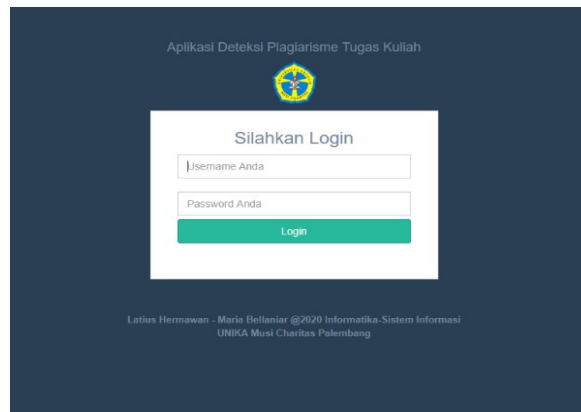 Aplikasi Deteksi Plagiarisme Tugas Kuliah
Silahkan Login
Username Anda
Password Anda
Login
Latius Hermawan - Maria Bellaniar @2020 Informatika-Sistem Informasi
UNIKA Musi Charitas Palembang